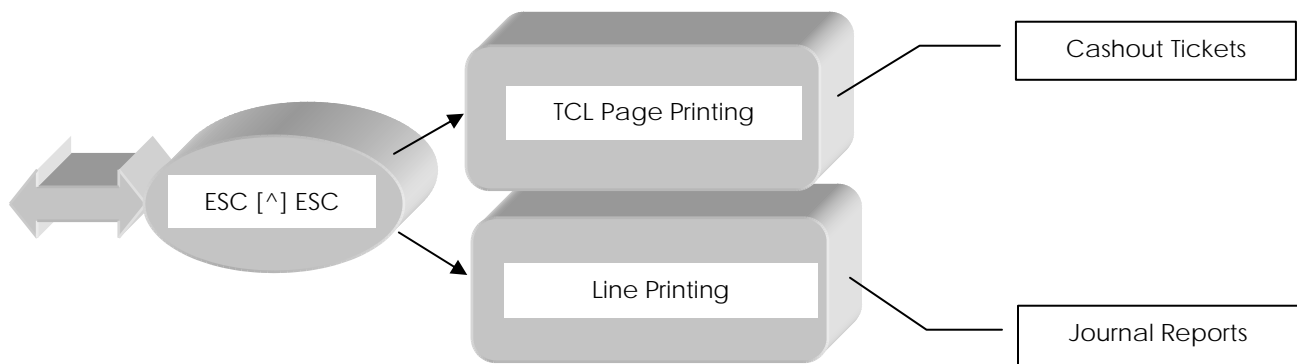 Cashout Tickets
TCL Page Printing
ESC [^] ESC
Line Printing
Journal Reports